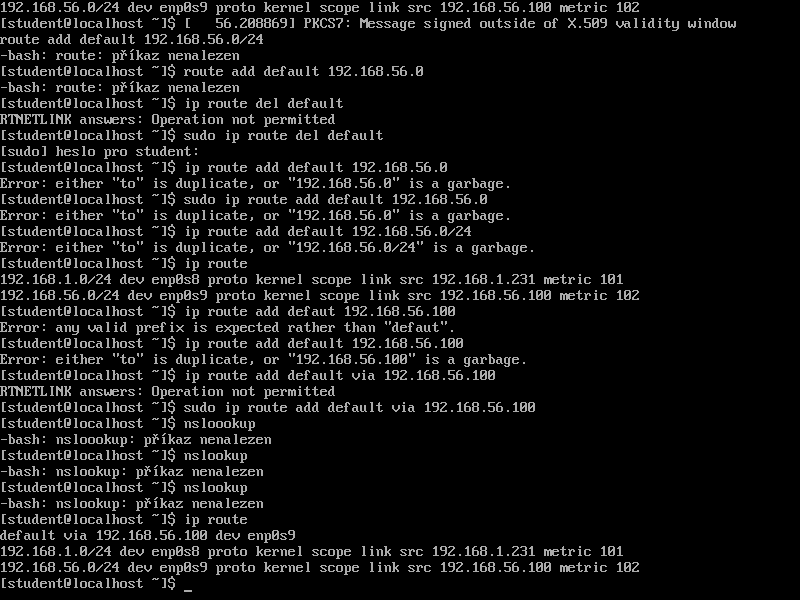 192.168.56.0/24 dev enp0s9 proto kernel scope link src 192.168.56.100 metric 102
[student@localhost ~]$ [   56.208869] PKCS7: Message signed outside of X.509 validity window
route add default 192.168.56.0/24
-bash: route: příkaz nenalezen
[student@localhost ~]$ route add default 192.168.56.0
-bash: route: příkaz nenalezen
[student@localhost ~]$ ip route del default
RTNETLINK answers: Operation not permitted
[student@localhost ~]$ sudo ip route del default
[sudo] heslo pro student:
[student@localhost ~]$ ip route add default 192.168.56.0
Error: either "to" is duplicate, or "192.168.56.0" is a garbage.
[student@localhost ~]$ sudo ip route add default 192.168.56.0
Error: either "to" is duplicate, or "192.168.56.0" is a garbage.
[student@localhost ~]$ ip route add default 192.168.56.0/24
Error: either "to" is duplicate, or "192.168.56.0/24" is a garbage.
[student@localhost ~]$ ip route
192.168.1.0/24 dev enp0s8 proto kernel scope link src 192.168.1.231 metric 101
192.168.56.0/24 dev enp0s9 proto kernel scope link src 192.168.56.100 metric 102
[student@localhost ~]$ ip route add defaut 192.168.56.100
Error: any valid prefix is expected rather than "defaut".
[student@localhost ~]$ ip route add default 192.168.56.100
Error: either "to" is duplicate, or "192.168.56.100" is a garbage.
[student@localhost ~]$ ip route add default via 192.168.56.100
RTNETLINK answers: Operation not permitted
[student@localhost ~]$ sudo ip route add default via 192.168.56.100
[student@localhost ~]$ nsloookup
-bash: nsloookup: příkaz nenalezen
[student@localhost ~]$ nslookup
-bash: nslookup: příkaz nenalezen
[student@localhost ~]$ nslookup
-bash: nslookup: příkaz nenalezen
[student@localhost ~]$ ip route
default via 192.168.56.100 dev enp0s9
192.168.1.0/24 dev enp0s8 proto kernel scope link src 192.168.1.231 metric 101
192.168.56.0/24 dev enp0s9 proto kernel scope link src 192.168.56.100 metric 102
[student@localhost ~]$ _